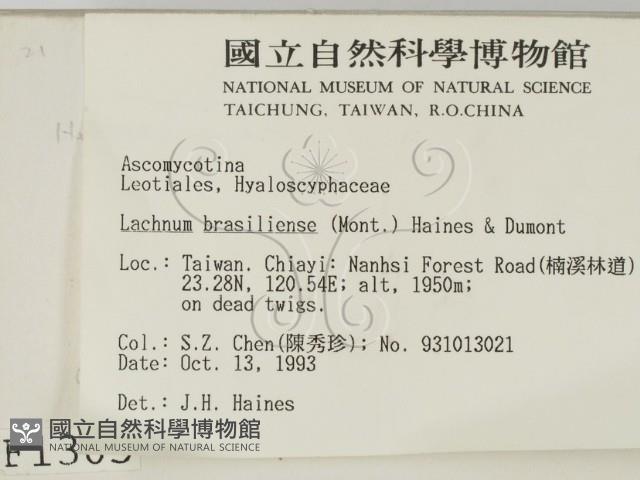 國立自然科學博物館
NATIONAL MUSEUM OF NATURAL SCIENCE
TAICHUNG, TAIWAN, R.O.CHINA
21
Ascomycotina
Leotiales, Hyaloscyphaceae
Lachnum brasiliense (Mont.) Haines & Dumont
Loc.: Taiwan. Chiayi: Nanhsi Forest Road(楠溪林道)
23.28N, 120.54E; alt, 1950m;
on dead twigs.
Col.: S.Z. Chen(陳秀珍); No. 931013021
Date: Oct. 13, 1993
Det.: J.H. Haines
國立自然科學博物館
NATIONAL MUSEUM OF NATURAL SCIENCE